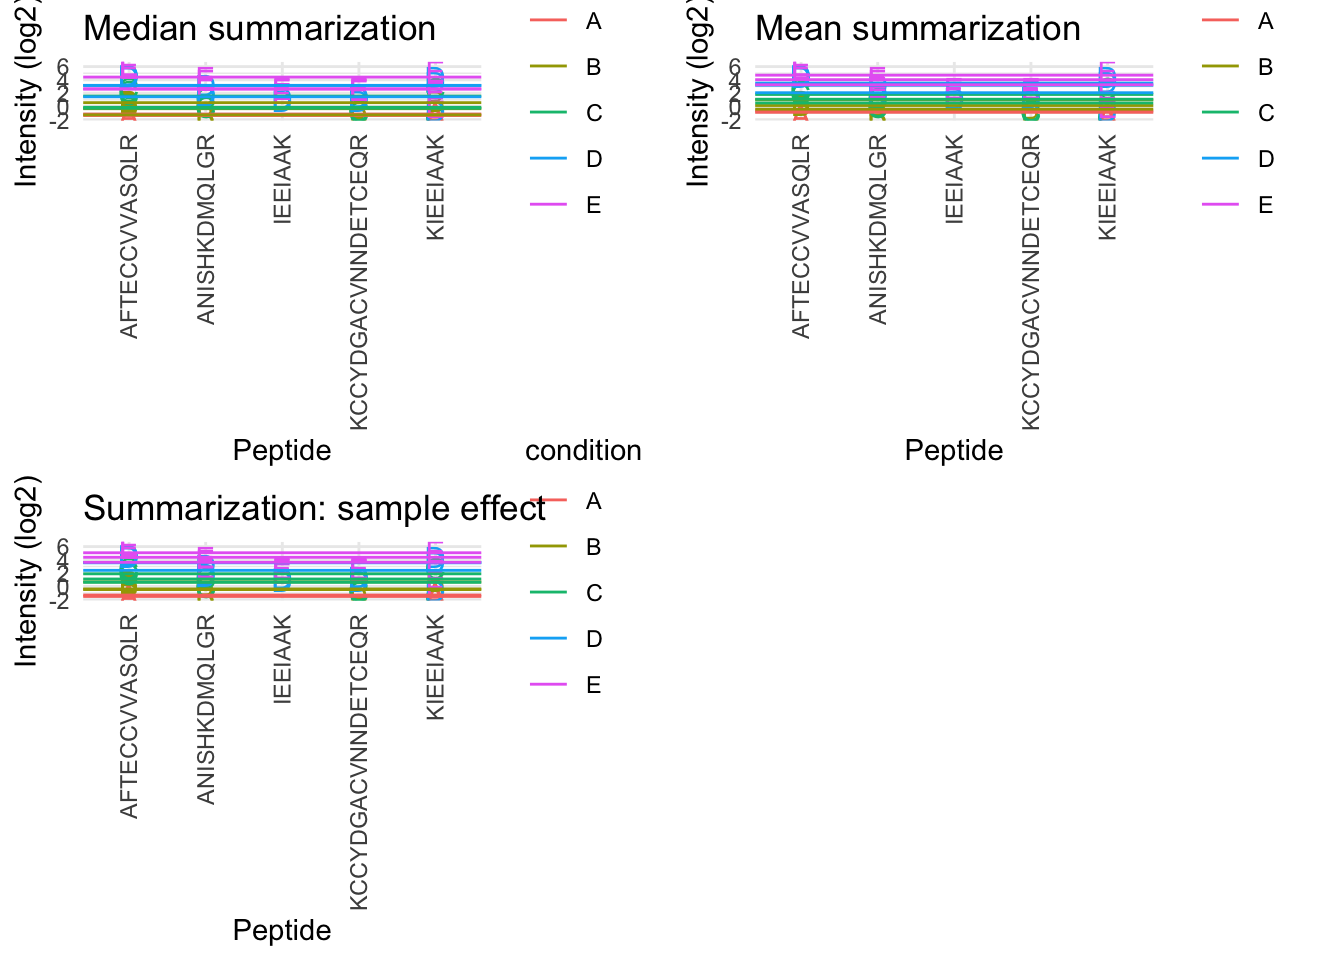 Median summarization
Intensity (log2)
6
4
2
0
-2
AFTECCVVASQLR
ANISHKDMQLGR
IEEIAAK
KCCYDGACVNNDETCEQR
KIEEIAAK
Peptide
A
B
C
D
E
Mean summarization
Intensity (log2)
6
4
2
0
-2
AFTECCVVASQLR
ANISHKDMQLGR
IEEIAAK
KCCYDGACVNNDETCEQR
KIEEIAAK
Peptide
A
B
C
D
E
condition
Summarization: sample effect
Intensity (log2)
6
4
2
0
-2
AFTECCVVASQLR
ANISHKDMQLGR
IEEIAAK
KCCYDGACVNNDETCEQR
KIEEIAAK
Peptide
A
B
C
D
E